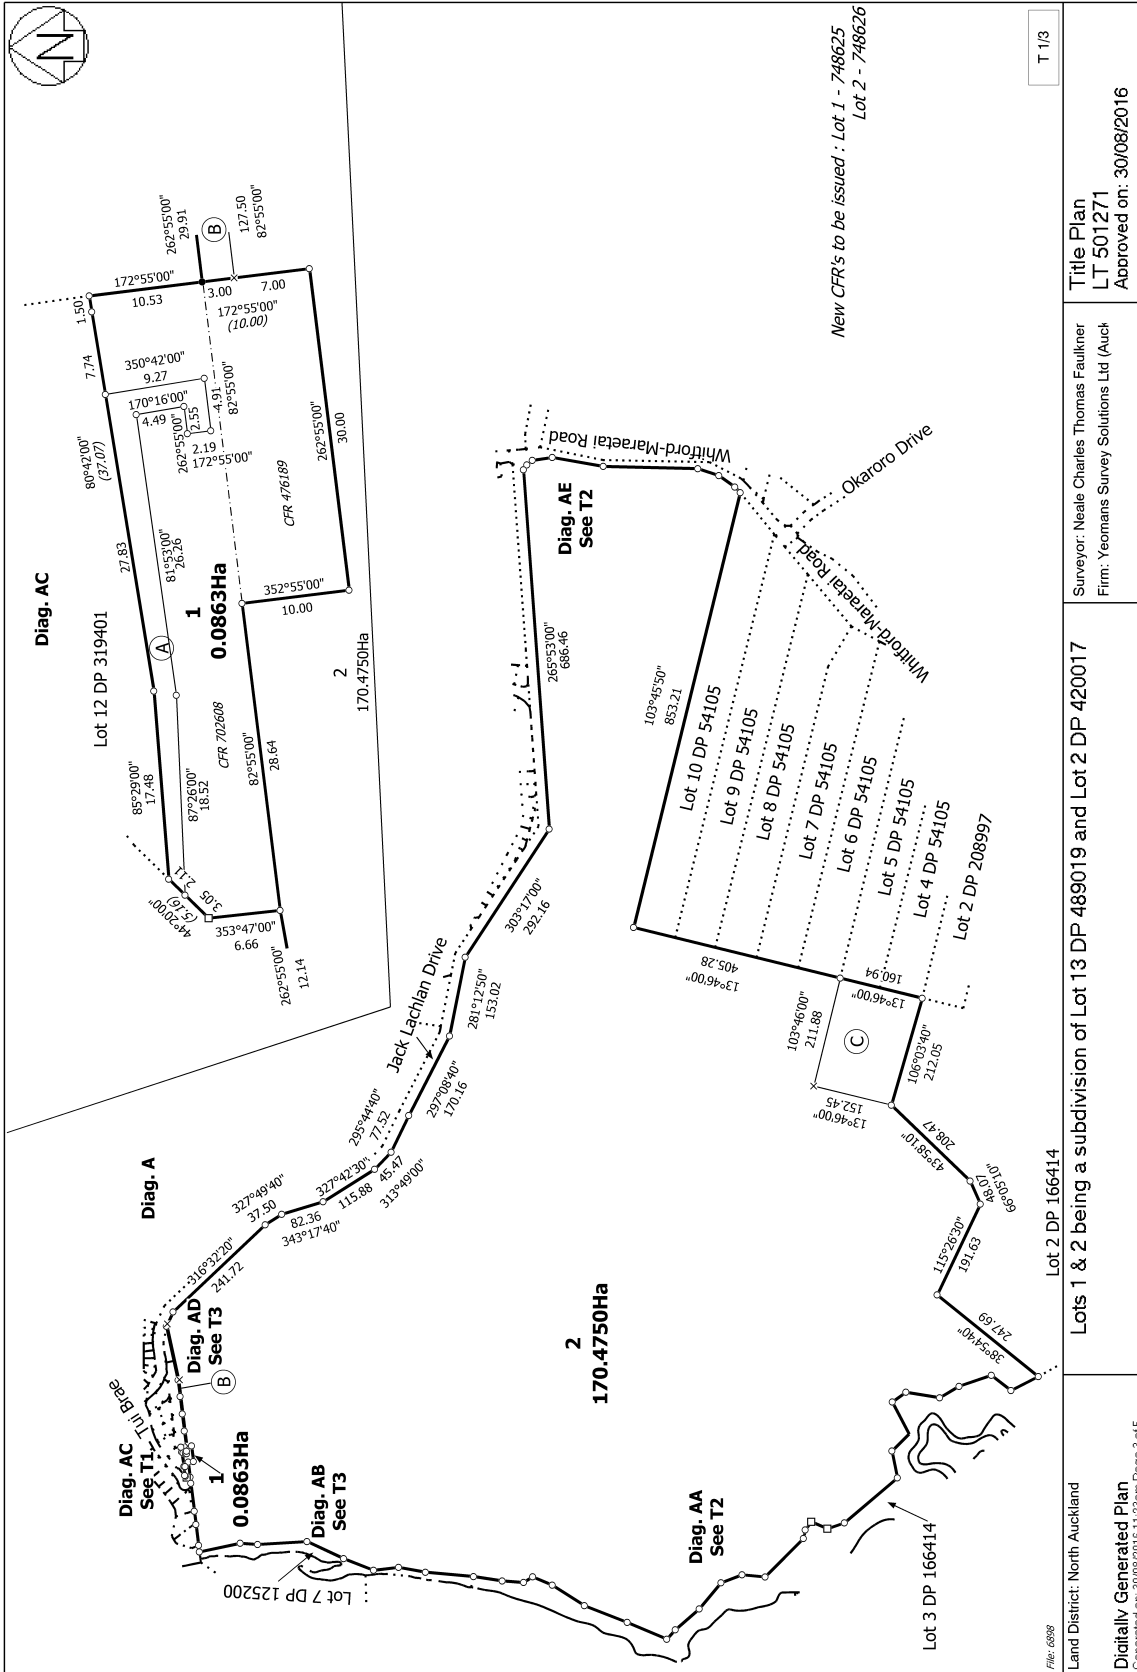 N
Diag. AC
Lot 12 DP 319401
1.50
172°55'00"
10.53
262°55'00"
29.91
B
127.50
82°55'00"
3.00
7.00
172°55'00"
(10.00)
7.74
350°42'00"
9.27
170°16'00"
4.49
262°55'00"
2.55
4.91
82°55'00"
2.19
172°55'00"
80°42'00"
(37.07)
27.83
81°53'00"
26.26
A
1
0.0863Ha
CFR 476189
262°55'00"
30.00
352°55'00"
10.00
2
170.4750Ha
CFR 702608
82°55'00"
28.64
85°29'00"
17.48
87°26'00"
18.52
2.11
3.05
44°20'00"
(5.16)
353°47'00"
6.66
262°55'00"
12.14
New CFR's to be issued : Lot 1 - 748625
Lot 2 - 748626
T 1/3
Diag. A
Whitford-Maraetai Road
Okaroro Drive
Whitford-Maraetai Road
Diag. AE
See T2
265°53'00"
686.46
103°45'50"
853.21
Lot 10 DP 54105
Lot 9 DP 54105
Lot 8 DP 54105
Lot 7 DP 54105
Lot 6 DP 54105
Lot 5 DP 54105
Lot 4 DP 54105
Lot 2 DP 208997
303°17'00"
292.16
Jack Lachlan Drive
281°12'50"
153.02
297°08'40"
170.16
295°44'40"
77.52
45.47
313°49'00"
327°42'30"
115.88
82.36
343°17'40"
327°49'40"
37.50
316°32'20"
241.72
405.28
13°46'00"
160.94
13°46'00"
103°46'00"
211.88
C
152.45
13°46'00"
106°03'40"
212.05
208.47
43°58'10"
48.07
66°05'10"
115°26'30"
191.63
247.69
38°54'40"
Lot 2 DP 166414
2
170.4750Ha
Diag. AD
See T3
B
Tui Brae
Diag. AC
See T1
1
0.0863Ha
Diag. AB
See T3
Lot 7 DP 125200
Diag. AA
See T2
Lot 3 DP 166414
File: 6898
Land District: North Auckland
Digitally Generated Plan
Lots 1 & 2 being a subdivision of Lot 13 DP 489019 and Lot 2 DP 420017
Surveyor: Neale Charles Thomas Faulkner
Firm: Yeomans Survey Solutions Ltd (Auck
Title Plan
LT 501271
Approved on: 30/08/2016